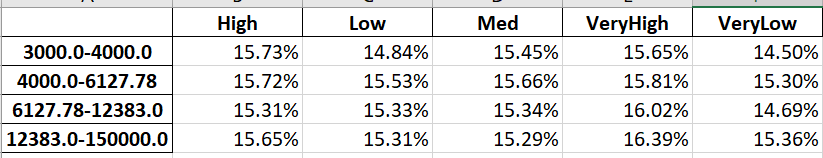 High Low Med VeryHigh VeryLow
3000.0-4000.0 15.73% 14.84% 15.45% 15.65% 14.50%
4000.0-6127.78 15.72% 15.53% 15.66% 15.81% 15.30%
6127.78-12383.0 15.31% 15.33% 15.34% 16.02% 14.69%
12383.0-150000.0 15.65% 15.31% 15.29% 16.39% 15.36%